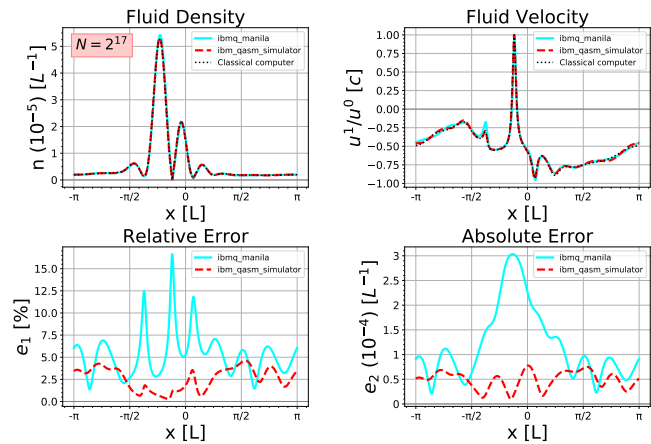 Fluid Density
N = 2^17
ibmq_manila
ibm_qasm_simulator
Classical computer
n (10^-5) [L^-1]
5
4
3
2
1
0
-π
-π/2
0
π/2
π
x [L]
Fluid Velocity
ibmq_manila
ibm_qasm_simulator
Classical computer
u^1/u^0 [c]
1.00
0.75
0.50
0.25
0.00
−0.25
−0.50
−0.75
−1.00
-π
-π/2
0
π/2
π
x [L]
Relative Error
ibmq_manila
ibm_qasm_simulator
e_1 [%]
15.0
12.5
10.0
7.5
5.0
2.5
0.0
-π
-π/2
0
π/2
π
x [L]
Absolute Error
ibmq_manila
ibm_qasm_simulator
e_2 (10^-4) [L^-1]
3
2.5
2
1.5
1
0.5
0
-π
-π/2
0
π/2
π
x [L]